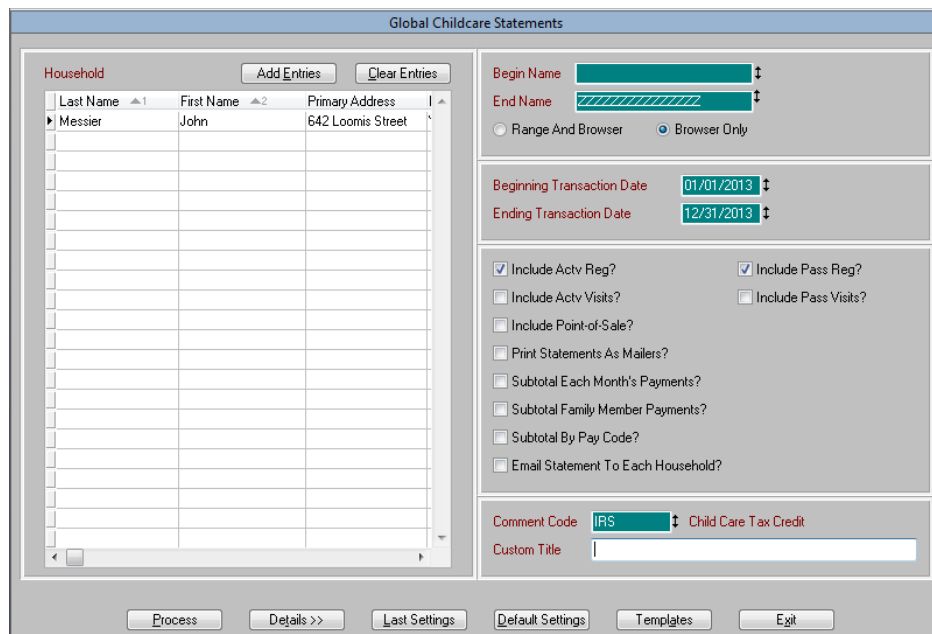 Global Childcare Statements
Household
Add Entries
Clear Entries
Last Name 1 First Name 2 Primary Address
Messier John 642 Loomis Street
Begin Name
End Name ZZZZZZZZZZZZZZZZ
Range And Browser Browser Only
Beginning Transaction Date 01/01/2013
Ending Transaction Date 12/31/2013
Include Actv Reg? Include Pass Reg?
Include Actv Visits? Include Pass Visits?
Include Point-of-Sale?
Print Statements As Mailers?
Subtotal Each Month's Payments?
Subtotal Family Member Payments?
Subtotal By Pay Code?
Email Statement To Each Household?
Comment Code IRS Child Care Tax Credit
Custom Title
Process Details >> Last Settings Default Settings Templates Exit